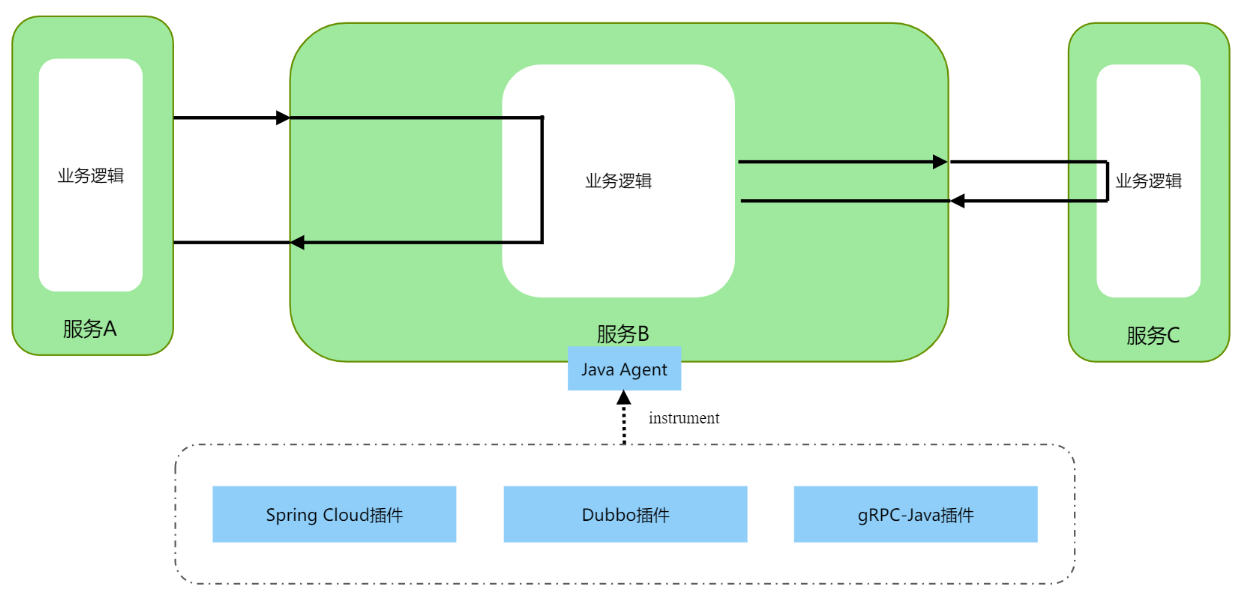 业务逻辑
服务A
业务逻辑
服务B
业务逻辑
服务C
Java Agent
instrument
Spring Cloud插件
Dubbo插件
gRPC-Java插件